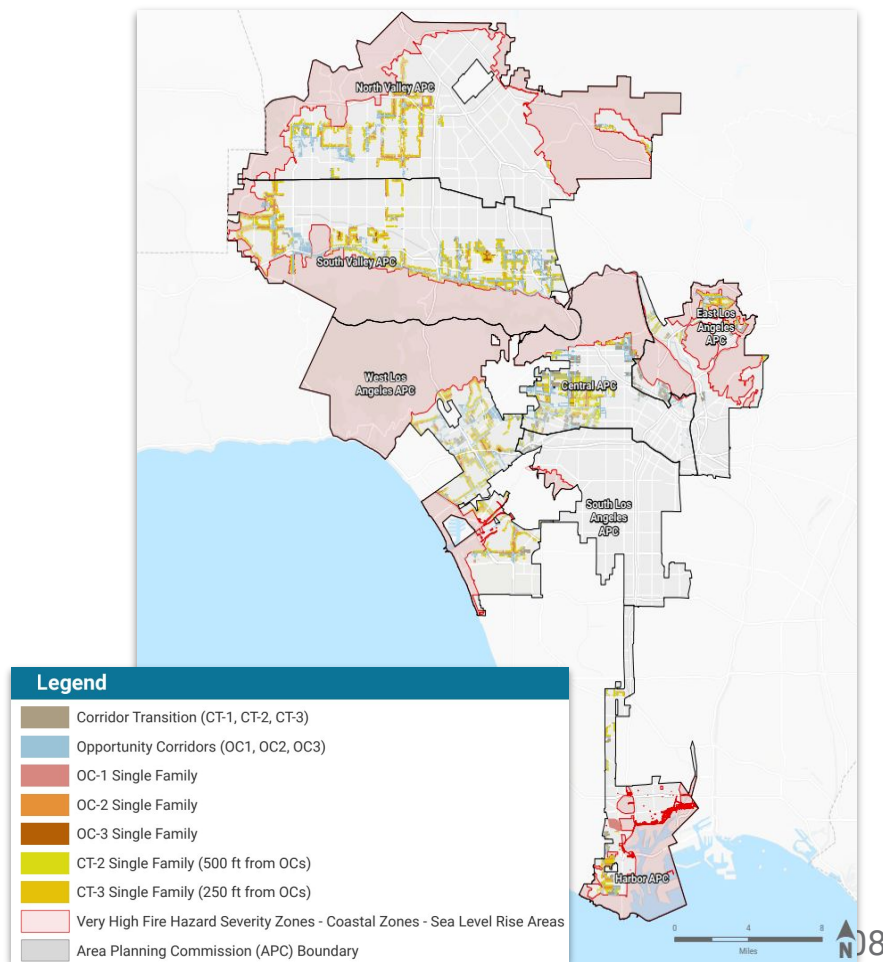 North Valley APC
South Valley APC
East Los
Angeles
APC
West Los
Angeles APC
Central APC
South Los
Angeles
APC
Harbor APC
Legend
Corridor Transition (CT-1, CT-2, CT-3)
Opportunity Corridors (OC1, OC2, OC3)
OC-1 Single Family
OC-2 Single Family
OC-3 Single Family
CT-2 Single Family (500 ft from OCs)
CT-3 Single Family (250 ft from OCs)
Very High Fire Hazard Severity Zones - Coastal Zones - Sea Level Rise Areas
Area Planning Commission (APC) Boundary
0 4 8
Miles
N
08